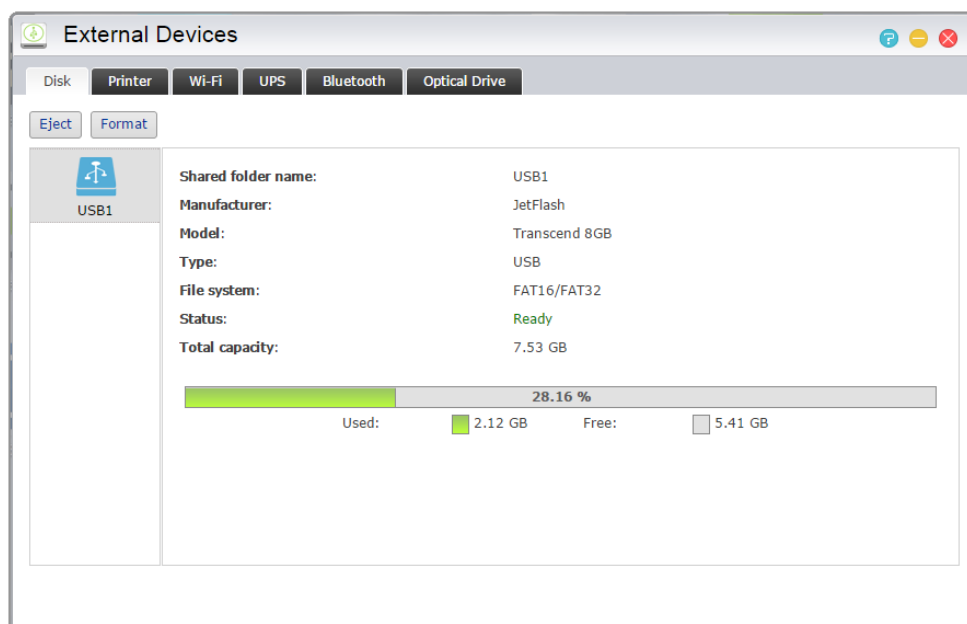 External Devices
Disk Printer Wi-Fi UPS Bluetooth Optical Drive
Eject Format
USB1
Shared folder name: USB1
Manufacturer: JetFlash
Model: Transcend 8GB
Type: USB
File system: FAT16/FAT32
Status: Ready
Total capacity: 7.53 GB
28.16 %
Used: 2.12 GB Free: 5.41 GB